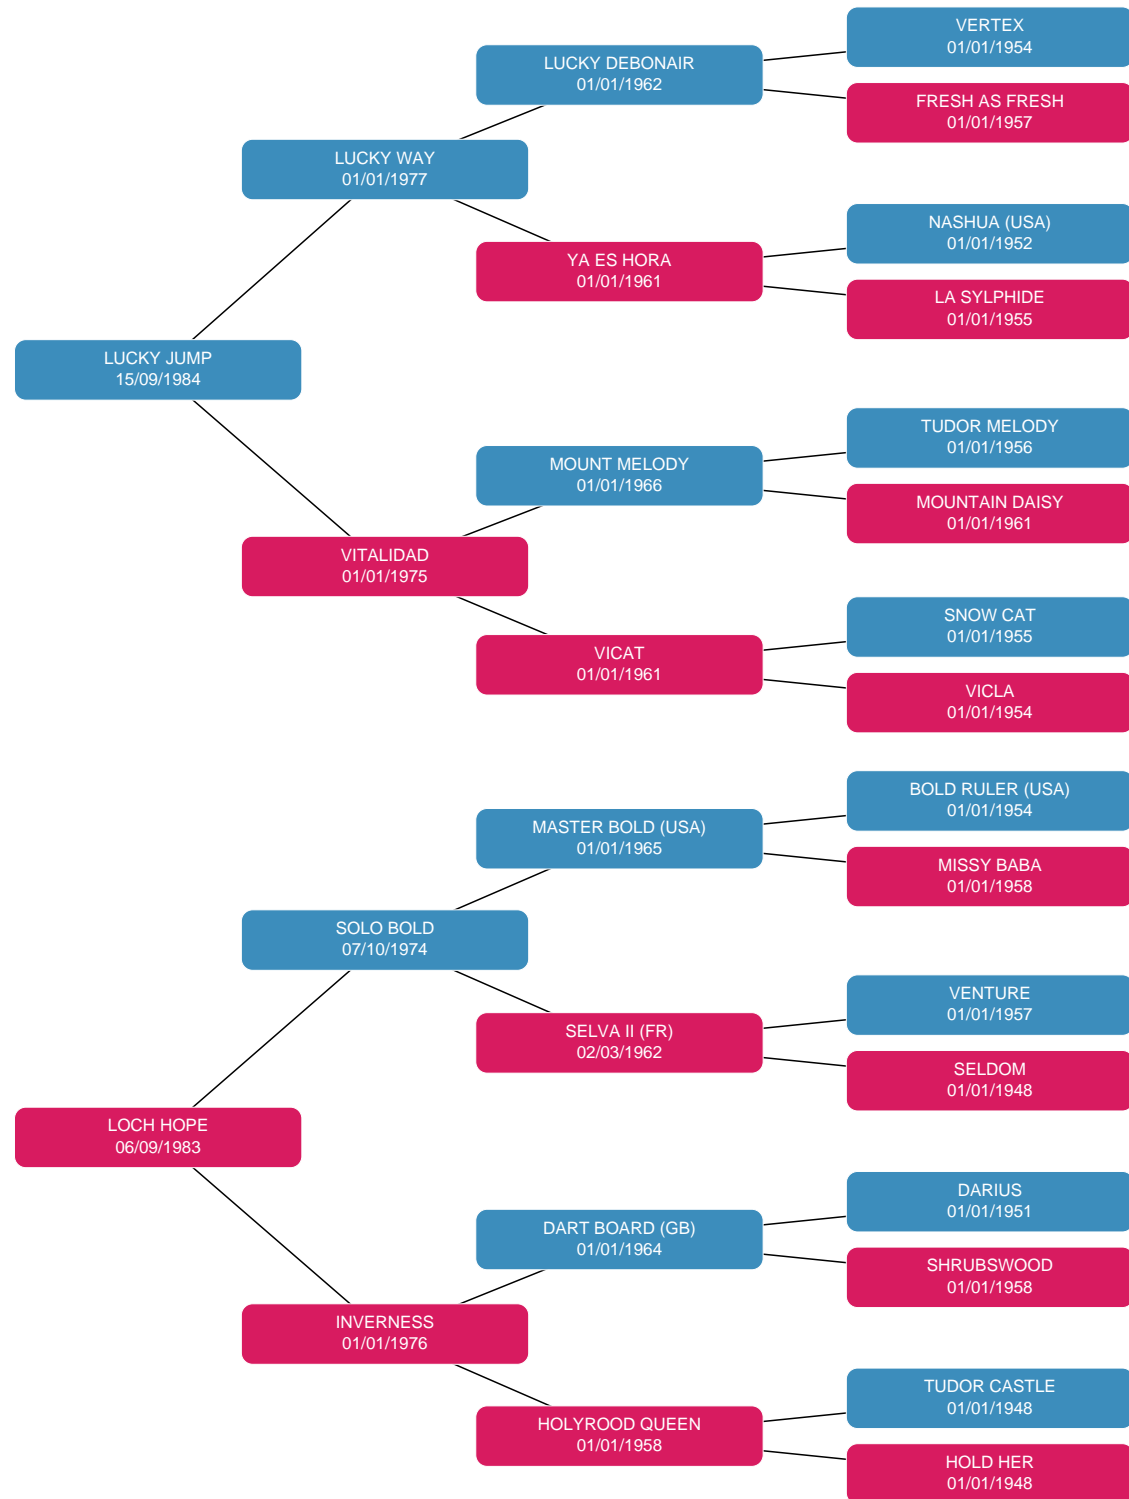 VERTEX
01/01/1954
LUCKY DEBONAIR
01/01/1962
FRESH AS FRESH
01/01/1957
LUCKY WAY
01/01/1977
NASHUA (USA)
01/01/1952
YA ES HORA
01/01/1961
LA SYLPHIDE
01/01/1955
LUCKY JUMP
15/09/1984
TUDOR MELODY
01/01/1956
MOUNT MELODY
01/01/1966
MOUNTAIN DAISY
01/01/1961
VITALIDAD
01/01/1975
SNOW CAT
01/01/1955
VICAT
01/01/1961
VICLA
01/01/1954
BOLD RULER (USA)
01/01/1954
MASTER BOLD (USA)
01/01/1965
MISSY BABA
01/01/1958
SOLO BOLD
07/10/1974
VENTURE
01/01/1957
SELVA II (FR)
02/03/1962
SELDOM
01/01/1948
LOCH HOPE
06/09/1983
DARIUS
01/01/1951
DART BOARD (GB)
01/01/1964
SHRUBSWOOD
01/01/1958
INVERNESS
01/01/1976
TUDOR CASTLE
01/01/1948
HOLYROOD QUEEN
01/01/1958
HOLD HER
01/01/1948